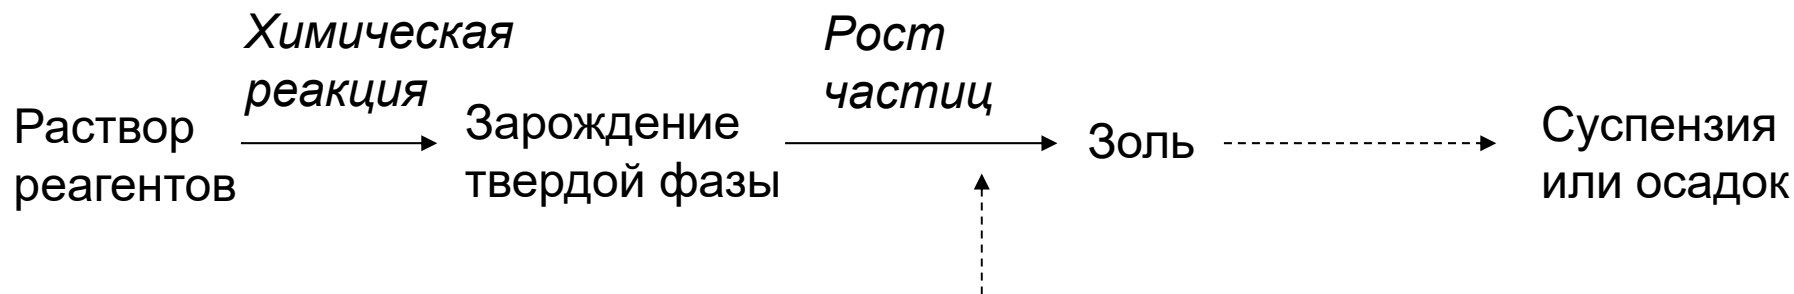 Химическая
реакция
Рост
частиц
Раствор
реагентов
Зарождение
твердой фазы
Золь
Суспензия
или осадок